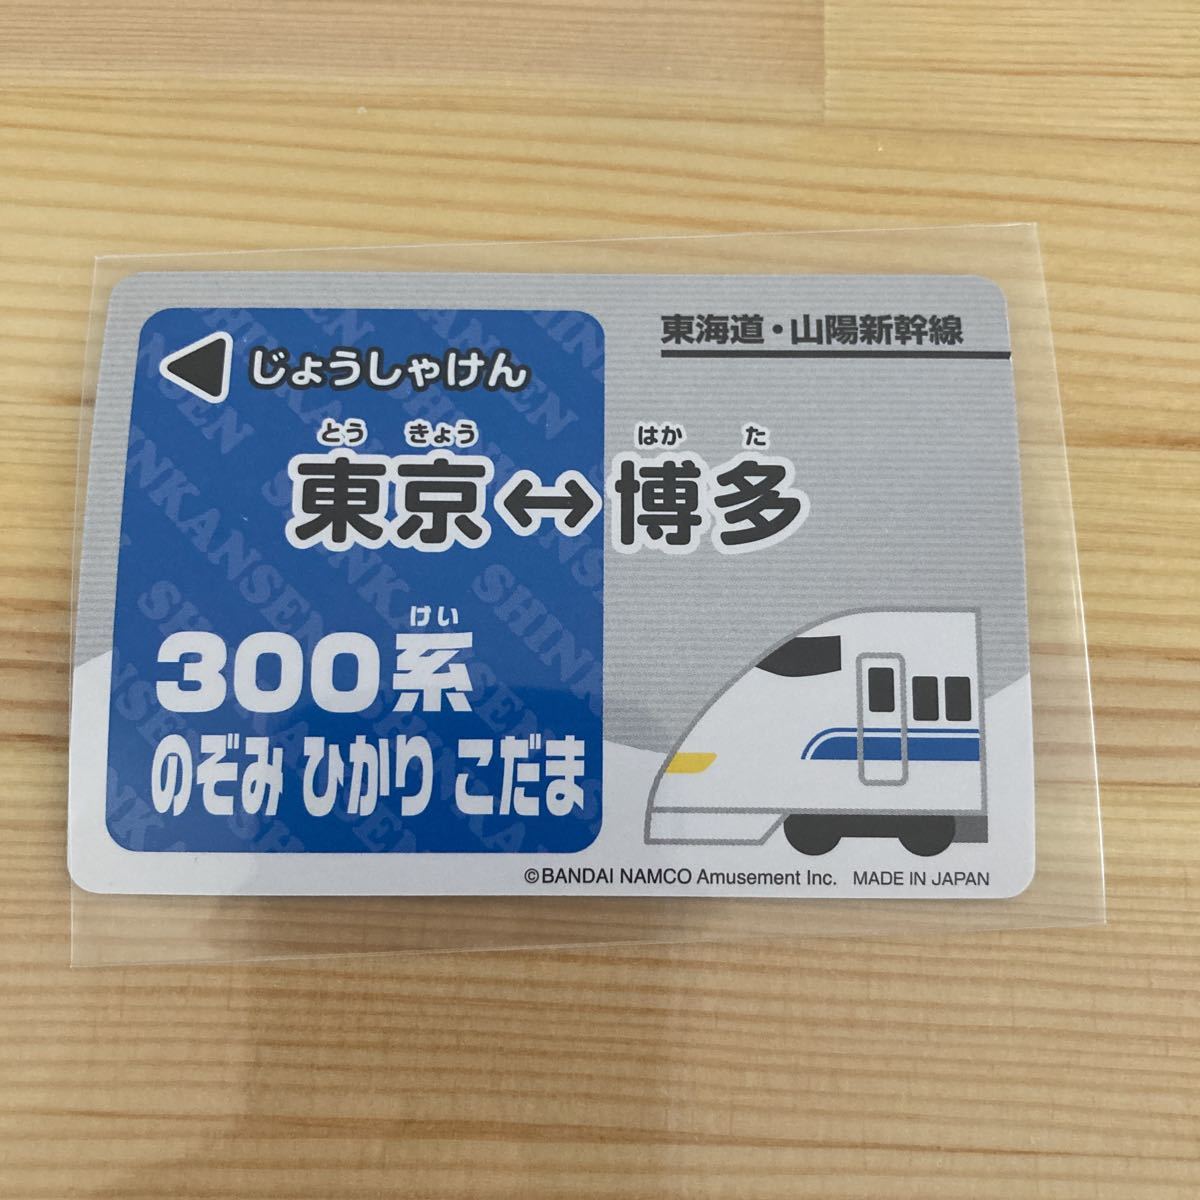 東海道・山陽新幹線
じょうしゃけん
とう きょう はか た
東京↔博多
けい
300系
のぞみ ひかり こだま
©BANDAI NAMCO Amusement Inc. MADE IN JAPAN
SHINKANSEN